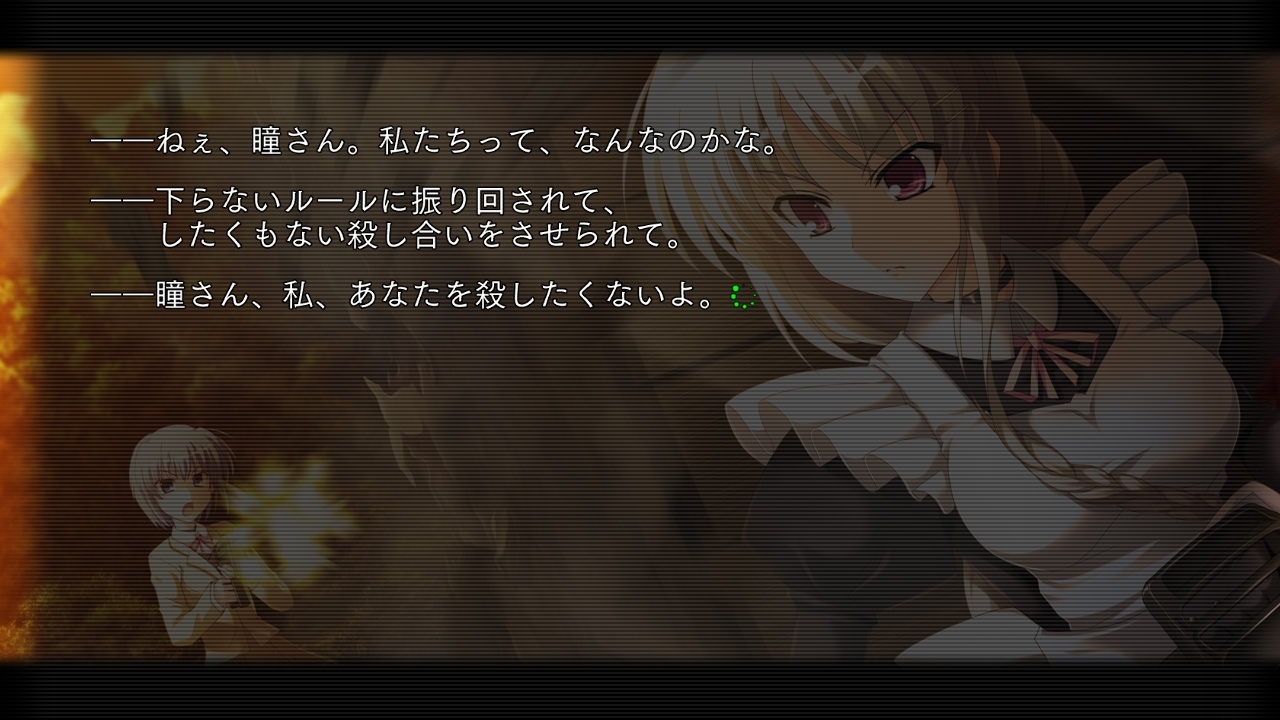 ――ねぇ、瞳さん。私たちって、なんなのかな。
――下らないルールに振り回されて、
したくもない殺し合いをさせられて。
――瞳さん、私、あなたを殺したくないよ。